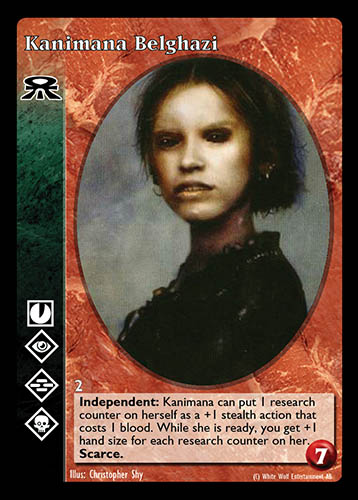 Kanimana Belghazi
2
Independent: Kanimana can put 1 research
counter on herself as a +1 stealth action that
costs 1 blood. While she is ready, you get +1
hand size for each research counter on her.
Scarce.
7
Illus: Christopher Shy
(C) White Wolf Entertainment AB